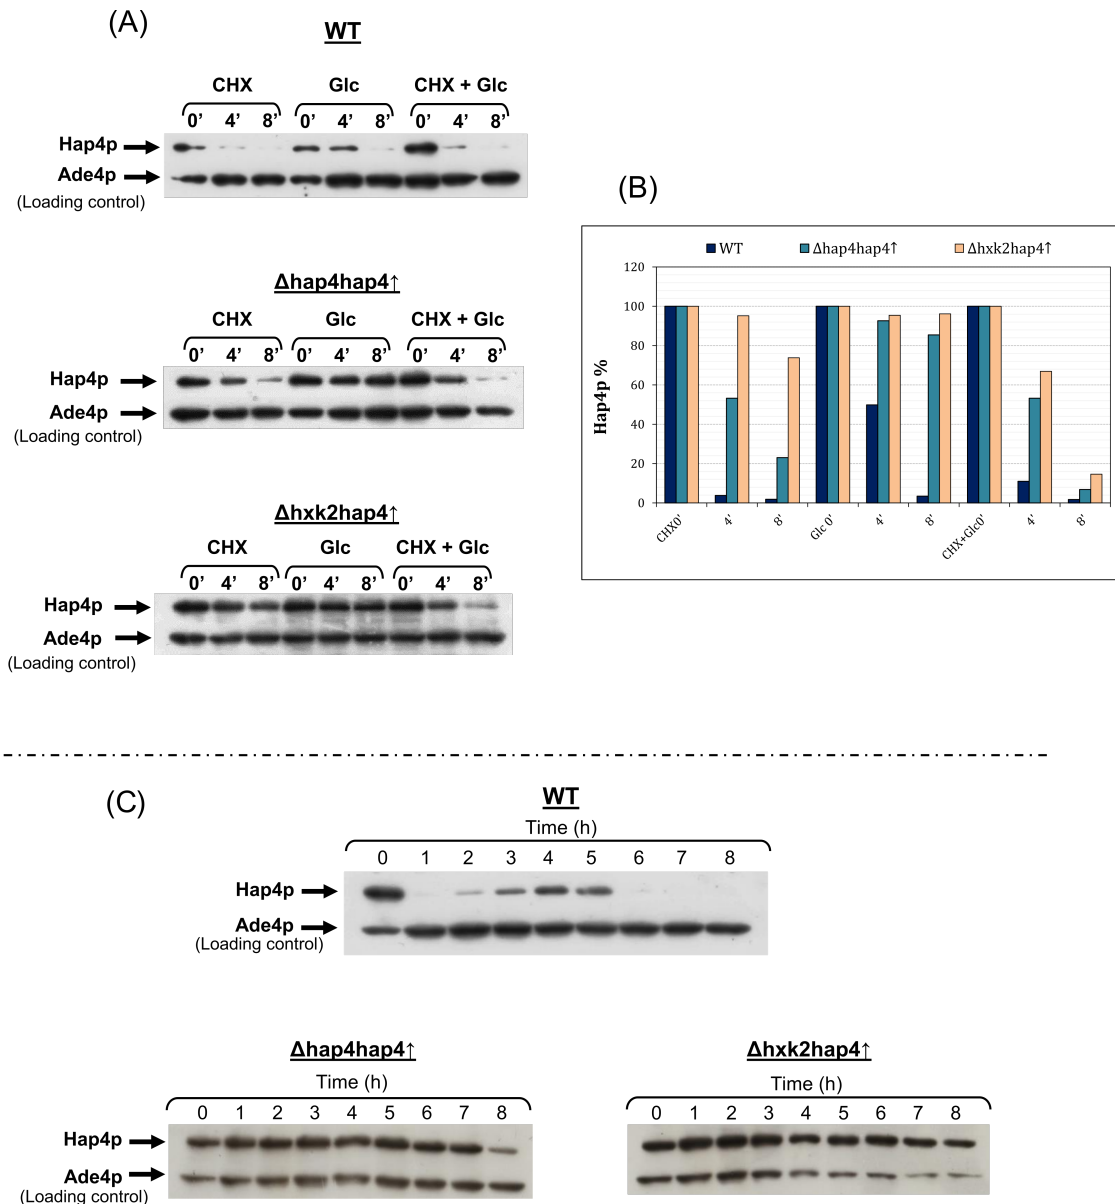 (A)
WT
CHX Glc CHX + Glc
0’ 4’ 8’ 0’ 4’ 8’ 0’ 4’ 8’
Hap4p
Ade4p
(Loading control)
Δhap4hap4↑
CHX Glc CHX + Glc
0’ 4’ 8’ 0’ 4’ 8’ 0’ 4’ 8’
Hap4p
Ade4p
(Loading control)
Δhxk2hap4↑
CHX Glc CHX + Glc
0’ 4’ 8’ 0’ 4’ 8’ 0’ 4’ 8’
Hap4p
Ade4p
(Loading control)
(B)
WT Δhap4hap4↑ Δhxk2hap4↑
Hap4p %
120
100
80
60
40
20
0
CHX0' 4' 8' Glc 0' 4' 8' CHX+Glc0' 4' 8'
(C)
WT
Time (h)
0 1 2 3 4 5 6 7 8
Hap4p
Ade4p
(Loading control)
Δhap4hap4↑
Time (h)
0 1 2 3 4 5 6 7 8
Hap4p
Ade4p
(Loading control)
Δhxk2hap4↑
Time (h)
0 1 2 3 4 5 6 7 8